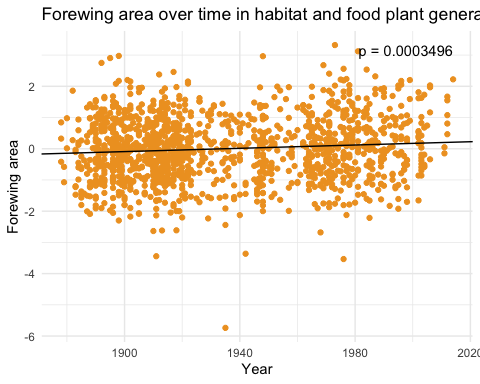 Forewing area over time in habitat and food plant genera
p = 0.0003496
2
0
-2
-4
-6
Forewing area
1900
1940
1980
2020
Year